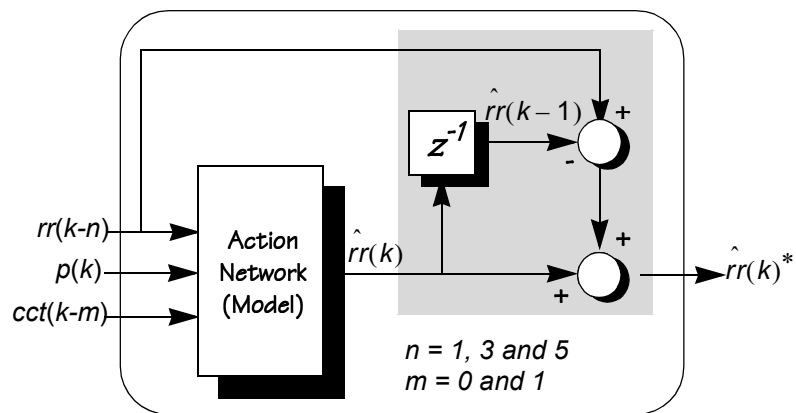 +
r̂r(k − 1)
z⁻¹
-
rr(k-n)
Action
Network
(Model)
r̂r(k)
+
r̂r(k)*
p(k)
+
cct(k-m)
n = 1, 3 and 5
m = 0 and 1